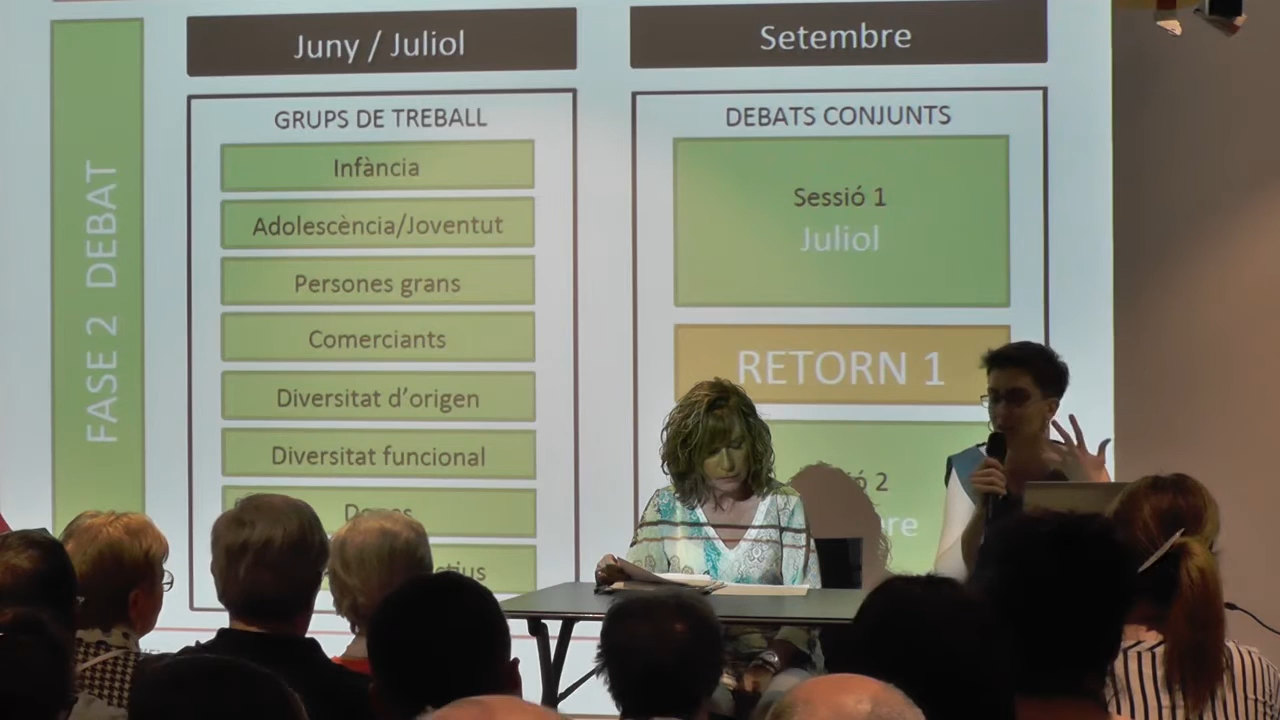 Juny / Juliol
Setembre
FASE 2 DEBAT
GRUPS DE TREBALL
Infància
Adolescència/Joventut
Persones grans
Comerciants
Diversitat d'origen
Diversitat funcional
DEBATS CONJUNTS
Sessió 1
Juliol
RETORN 1
2